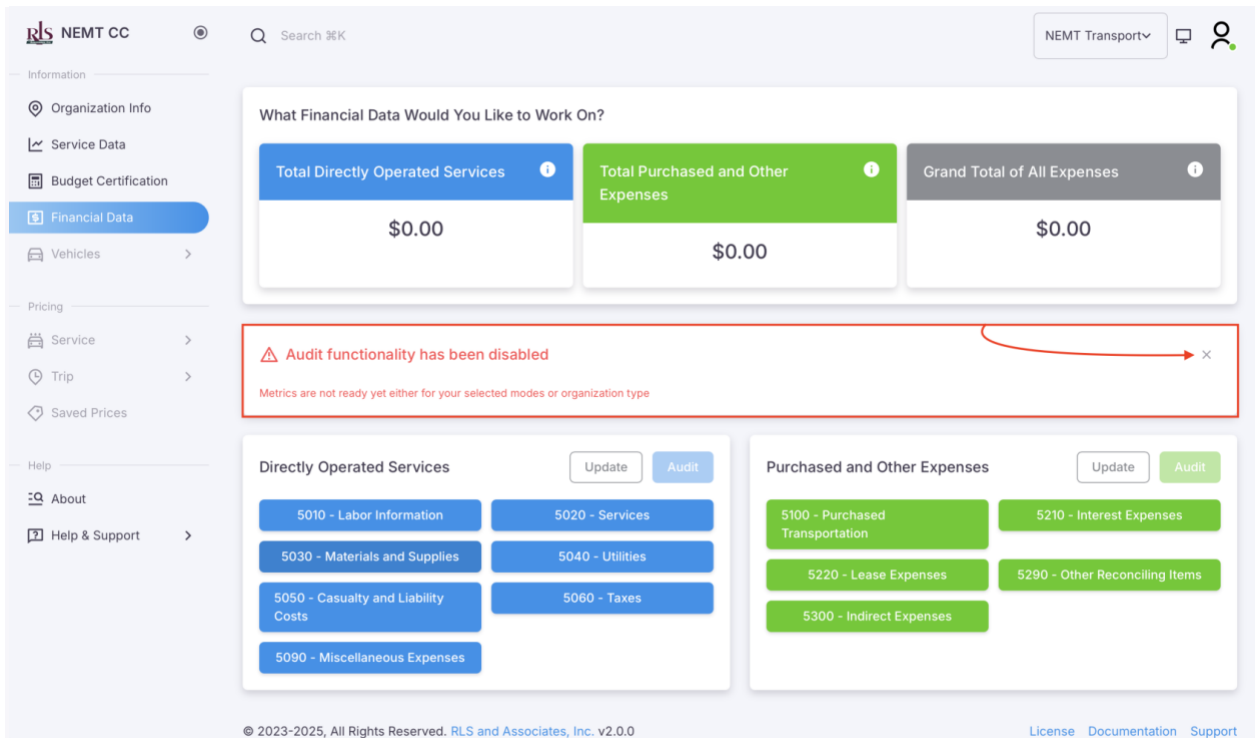 RLS NEMT CC
Search ⌘K
NEMT Transport
Information
Organization Info
Service Data
Budget Certification
Financial Data
Vehicles
Pricing
Service
Trip
Saved Prices
Help
About
Help & Support
What Financial Data Would You Like to Work On?
Total Directly Operated Services
$0.00
Total Purchased and Other
Expenses
$0.00
Grand Total of All Expenses
$0.00
Audit functionality has been disabled
Metrics are not ready yet either for your selected modes or organization type
Directly Operated Services
Update
Audit
5010 - Labor Information
5020 - Services
5030 - Materials and Supplies
5040 - Utilities
5050 - Casualty and Liability
Costs
5060 - Taxes
5090 - Miscellaneous Expenses
Purchased and Other Expenses
Update
Audit
5100 - Purchased
Transportation
5210 - Interest Expenses
5220 - Lease Expenses
5290 - Other Reconciling Items
5300 - Indirect Expenses
© 2023-2025, All Rights Reserved. RLS and Associates, Inc. v2.0.0
License Documentation Support